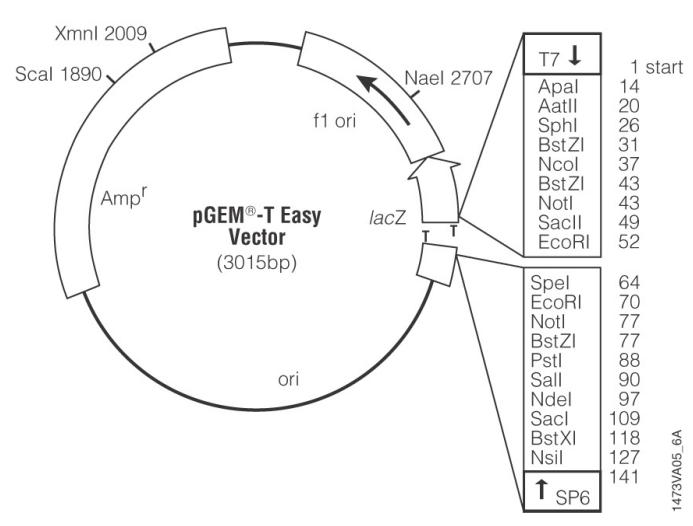 XmnI 2009
ScaI 1890
NaeI 2707
f1 ori
Ampr
pGEM®-T Easy
Vector
(3015bp)
lacZ
T
T
ori
T7 ↓
1 start
ApaI 14
AatII 20
SphI 26
BstZI 31
NcoI 37
BstZI 43
NotI 43
SacII 49
EcoRI 52
SpeI 64
EcoRI 70
NotI 77
BstZI 77
PstI 88
SalI 90
NdeI 97
SacI 109
BstXI 118
NsiI 127
141
↑ SP6
1473VA05_6A